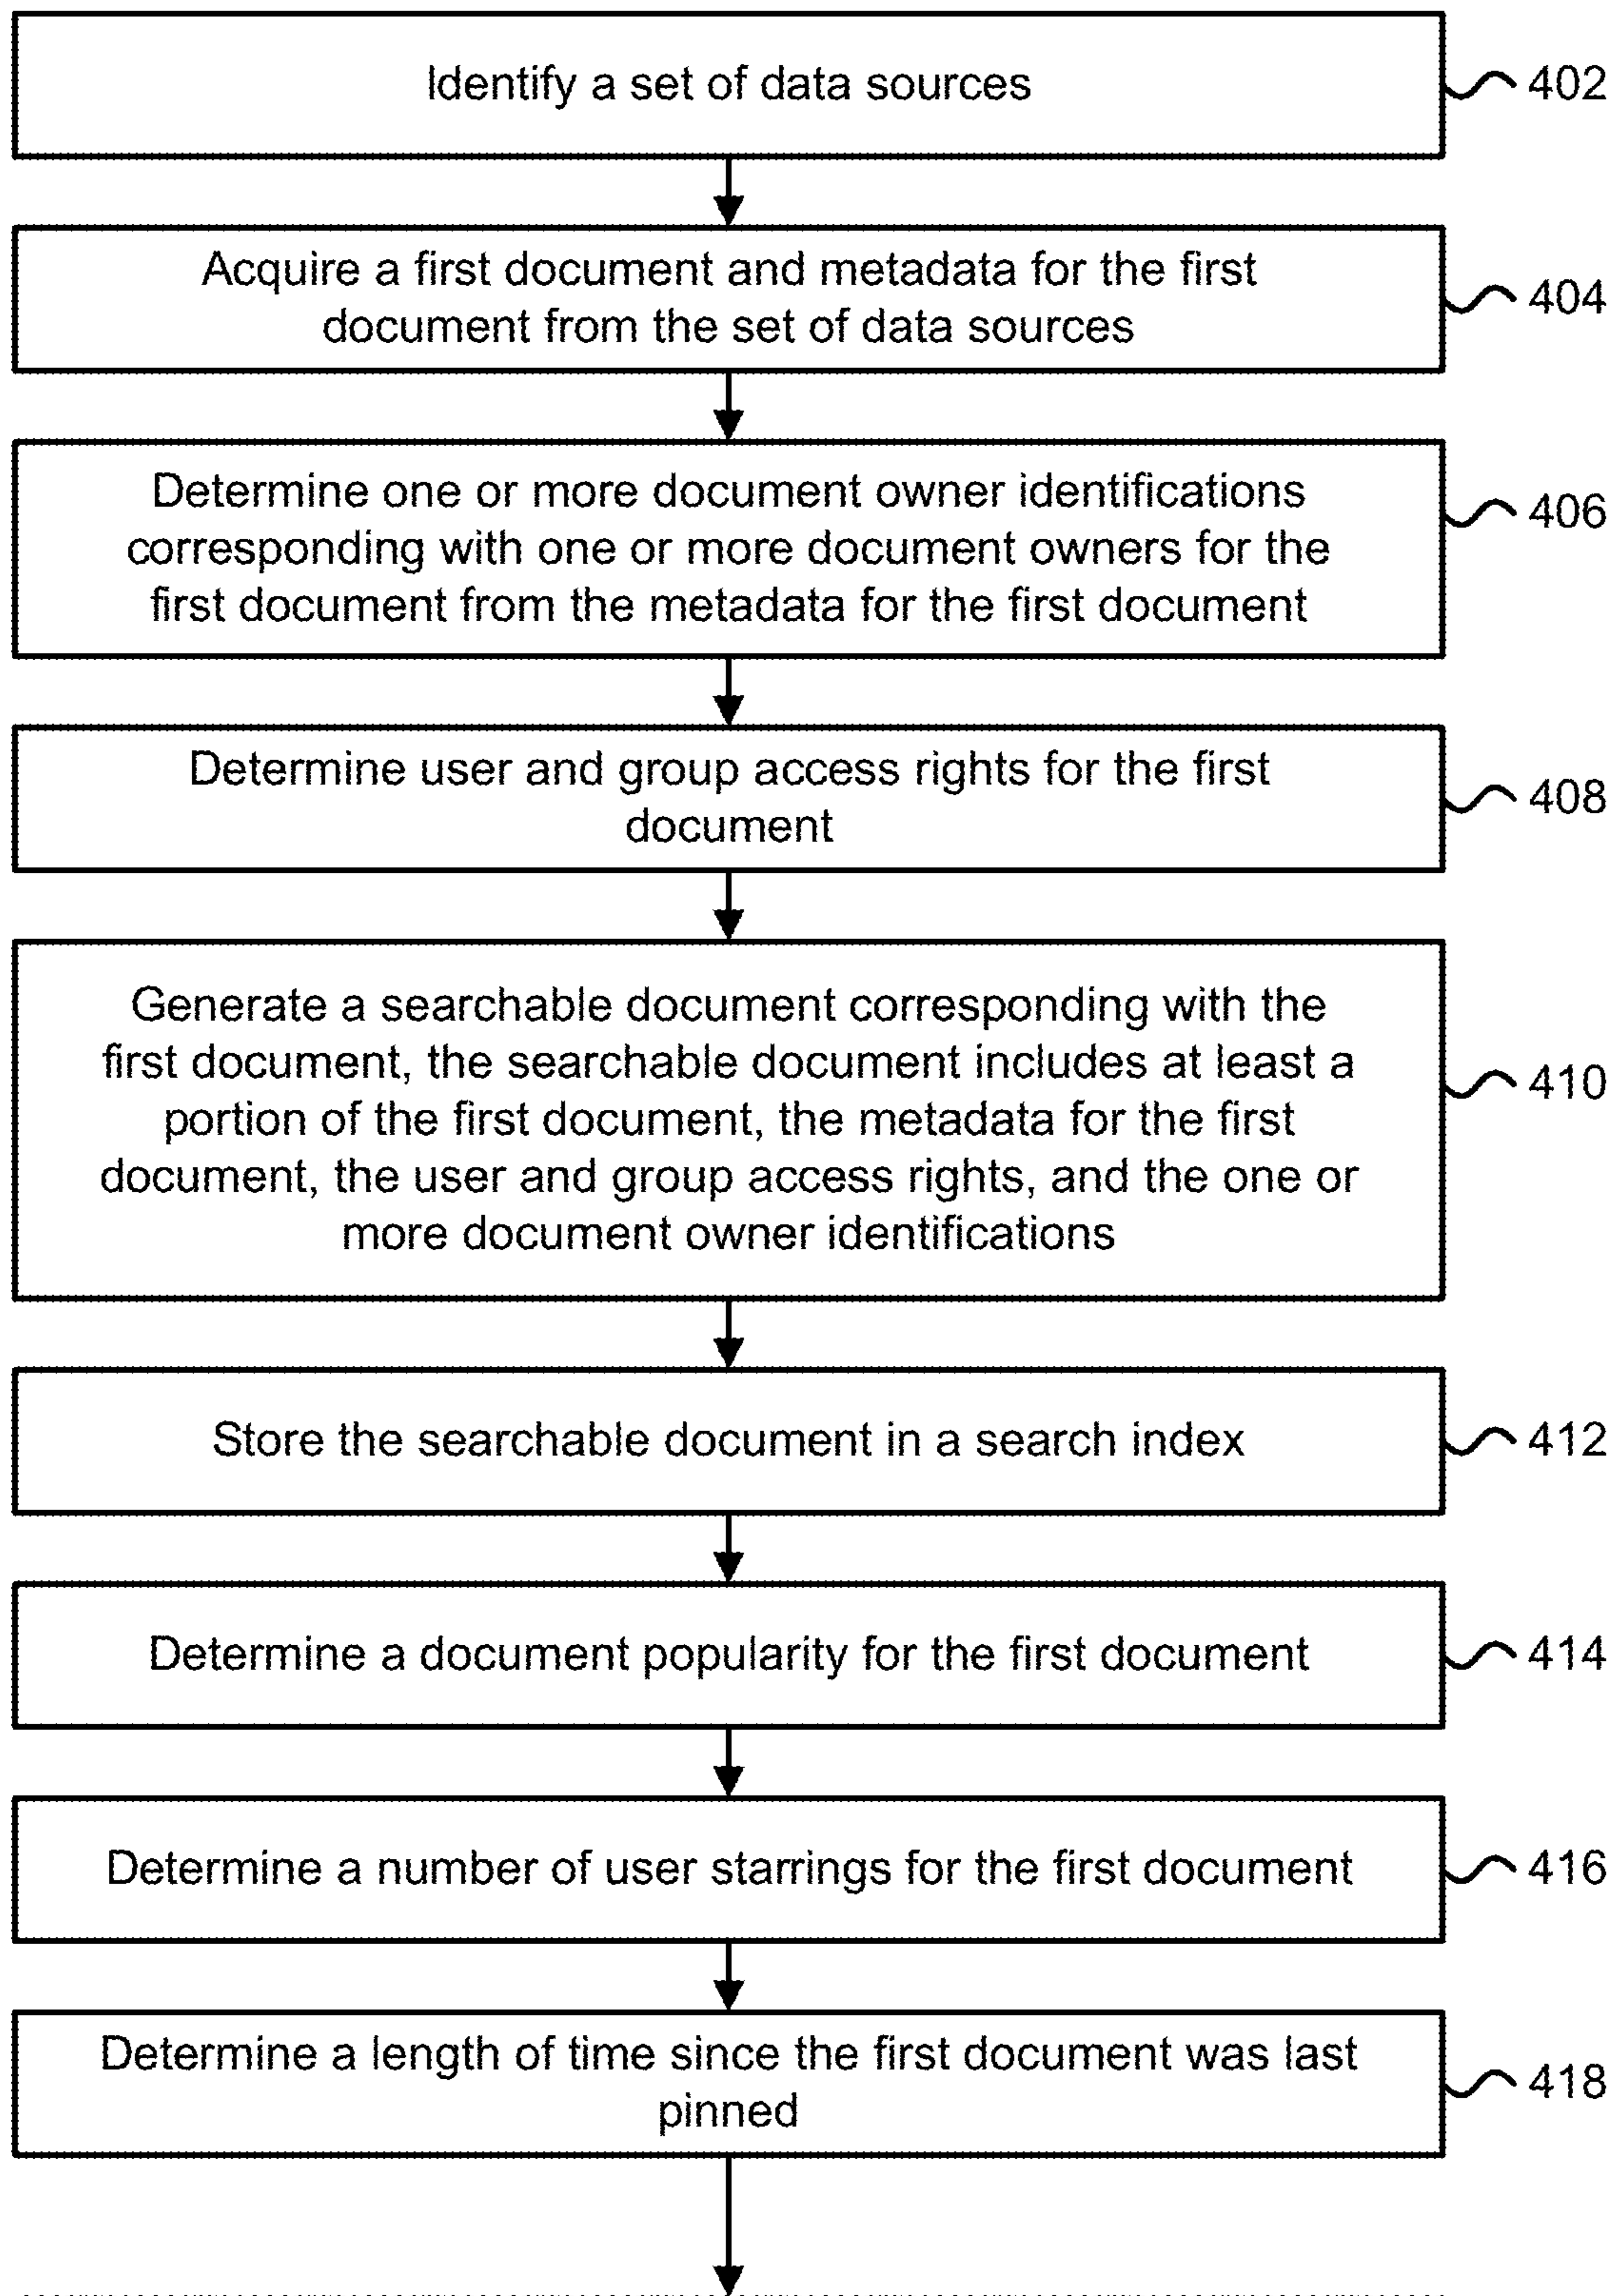 Identify a set of data sources
402
Acquire a first document and metadata for the first
document from the set of data sources
404
Determine one or more document owner identifications
corresponding with one or more document owners for the
first document from the metadata for the first document
406
Determine user and group access rights for the first
document
408
Generate a searchable document corresponding with the
first document, the searchable document includes at least a
portion of the first document, the metadata for the first
document, the user and group access rights, and the one or
more document owner identifications
410
Store the searchable document in a search index
412
Determine a document popularity for the first document
414
Determine a number of user starrings for the first document
416
Determine a length of time since the first document was last
pinned
418